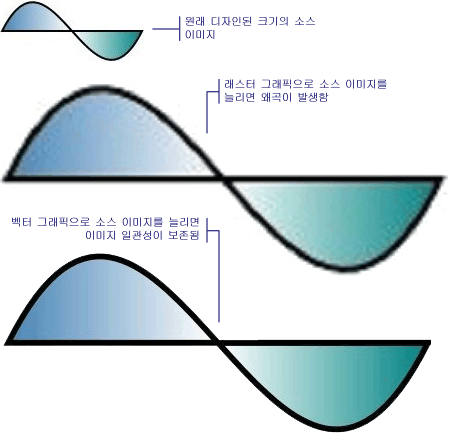 원래 디자인된 크기의 소스
이미지
래스터 그래픽으로 소스 이미지를
늘리면 왜곡이 발생함
벡터 그래픽으로 소스 이미지를 늘리면
이미지 일관성이 보존됨